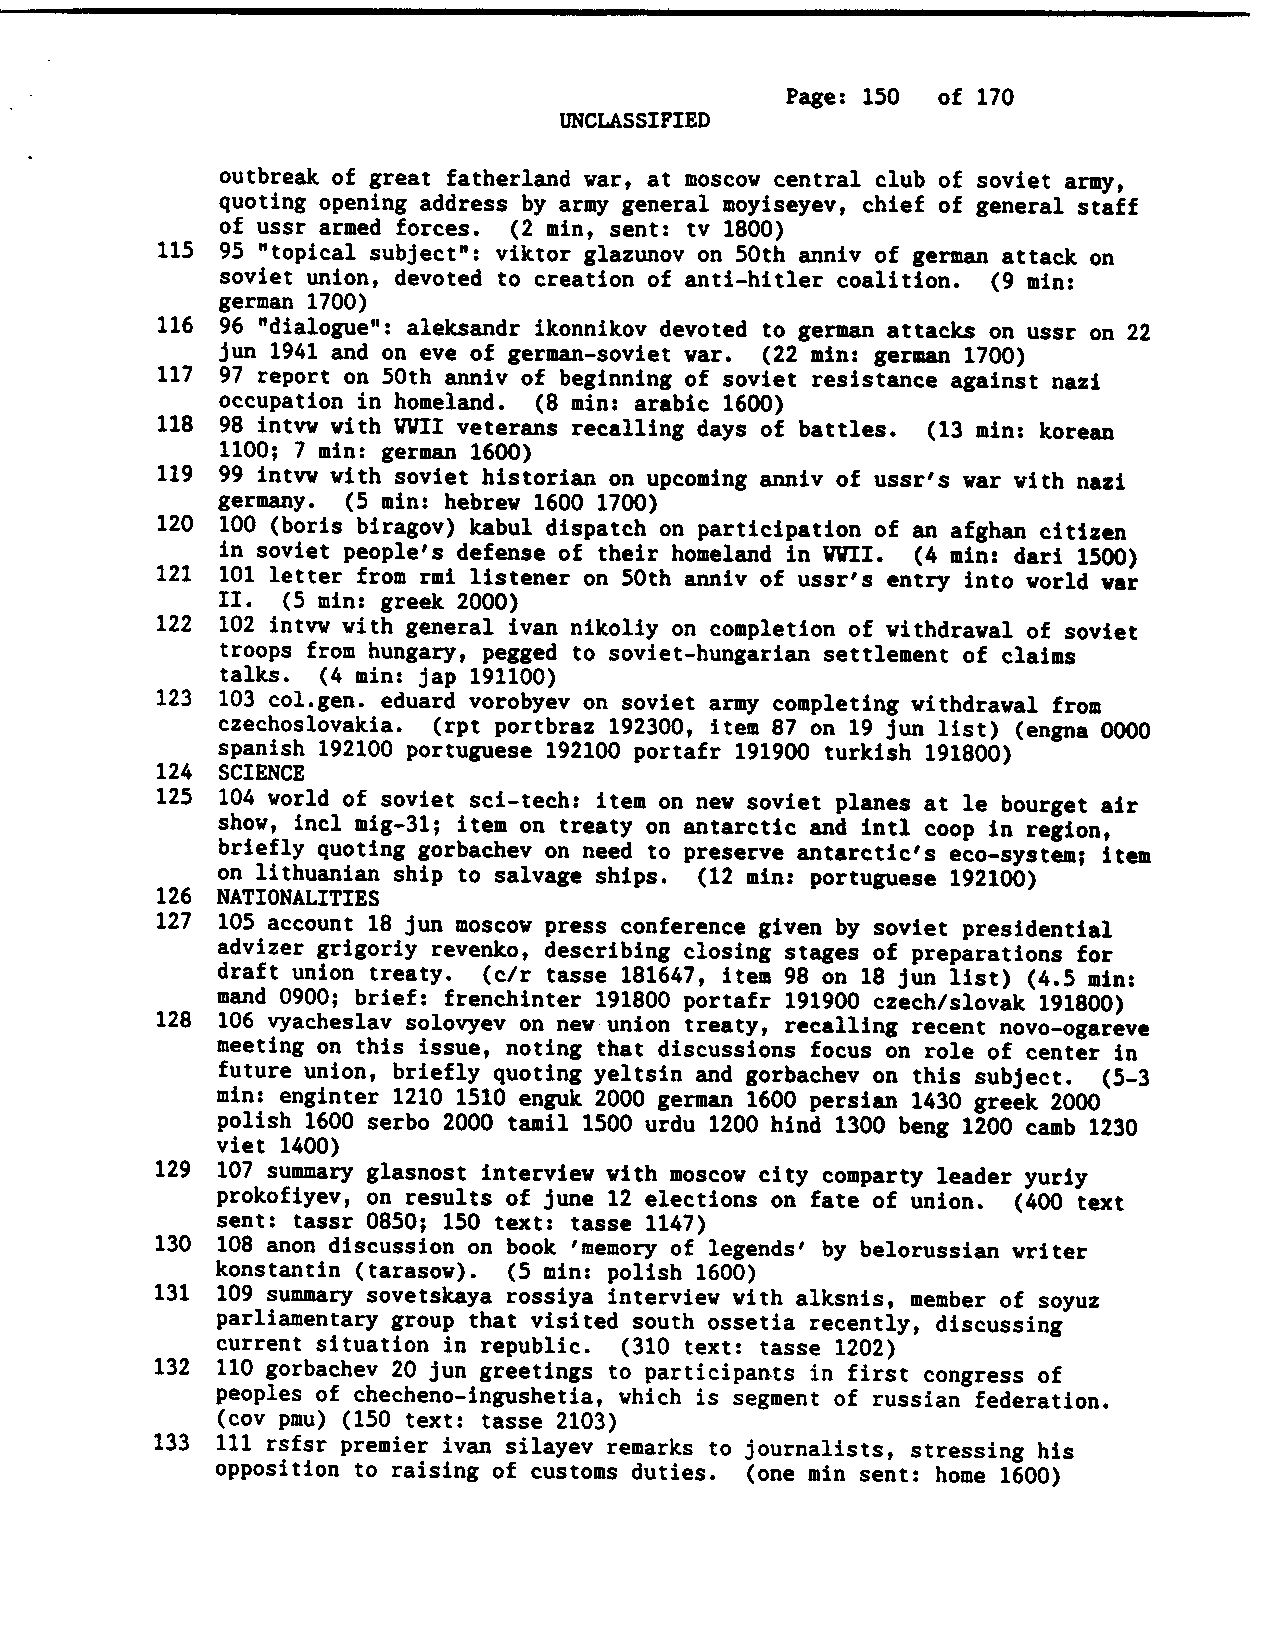 Page: 150 of 170
UNCLASSIFIED
outbreak of great fatherland war, at moscow central club of soviet army,
quoting opening address by army general moyiseyev, chief of general staff
of ussr armed forces. (2 min, sent: tv 1800)
115 95 "topical subject": viktor glazunov on 50th anniv of german attack on
soviet union, devoted to creation of anti-hitler coalition. (9 min:
german 1700)
116 96 "dialogue": aleksandr ikonnikov devoted to german attacks on ussr on 22
jun 1941 and on eve of german-soviet war. (22 min: german 1700)
117 97 report on 50th anniv of beginning of soviet resistance against nazi
occupation in homeland. (8 min: arabic 1600)
118 98 intvw with WWII veterans recalling days of battles. (13 min: korean
1100; 7 min: german 1600)
119 99 intvw with soviet historian on upcoming anniv of ussr's war with nazi
germany. (5 min: hebrew 1600 1700)
120 100 (boris biragov) kabul dispatch on participation of an afghan citizen
in soviet people's defense of their homeland in WWII. (4 min: dari 1500)
121 101 letter from rmi listener on 50th anniv of ussr's entry into world war
II. (5 min: greek 2000)
122 102 intvw with general ivan nikoliy on completion of withdrawal of soviet
troops from hungary, pegged to soviet-hungarian settlement of claims
talks. (4 min: jap 191100)
123 103 col.gen. eduard vorobyev on soviet army completing withdrawal from
czechoslovakia. (rpt portbraz 192300, item 87 on 19 jun list) (engna 0000
spanish 192100 portuguese 192100 portafr 191900 turkish 191800)
124 SCIENCE
125 104 world of soviet sci-tech: item on new soviet planes at le bourget air
show, incl mig-31; item on treaty on antarctic and intl coop in region,
briefly quoting gorbachev on need to preserve antarctic's eco-system; item
on lithuanian ship to salvage ships. (12 min: portuguese 192100)
126 NATIONALITIES
127 105 account 18 jun moscow press conference given by soviet presidential
advizer grigoriy revenko, describing closing stages of preparations for
draft union treaty. (c/r tasse 181647, item 98 on 18 jun list) (4.5 min:
mand 0900; brief: frenchinter 191800 portafr 191900 czech/slovak 191800)
128 106 vyacheslav solovyev on new union treaty, recalling recent novo-ogareve
meeting on this issue, noting that discussions focus on role of center in
future union, briefly quoting yeltsin and gorbachev on this subject. (5-3
min: enginter 1210 1510 enguk 2000 german 1600 persian 1430 greek 2000
polish 1600 serbo 2000 tamil 1500 urdu 1200 hind 1300 beng 1200 camb 1230
viet 1400)
129 107 summary glasnost interview with moscow city comparty leader yuriy
prokofiyev, on results of june 12 elections on fate of union. (400 text
sent: tassr 0850; 150 text: tasse 1147)
130 108 anon discussion on book 'memory of legends' by belorussian writer
konstantin (tarasow). (5 min: polish 1600)
131 109 summary sovetskaya rossiya interview with alksnis, member of soyuz
parliamentary group that visited south ossetia recently, discussing
current situation in republic. (310 text: tasse 1202)
132 110 gorbachev 20 jun greetings to participants in first congress of
peoples of checheno-ingushetia, which is segment of russian federation.
(cov pmu) (150 text: tasse 2103)
133 111 rsfsr premier ivan silayev remarks to journalists, stressing his
opposition to raising of customs duties. (one min sent: home 1600)